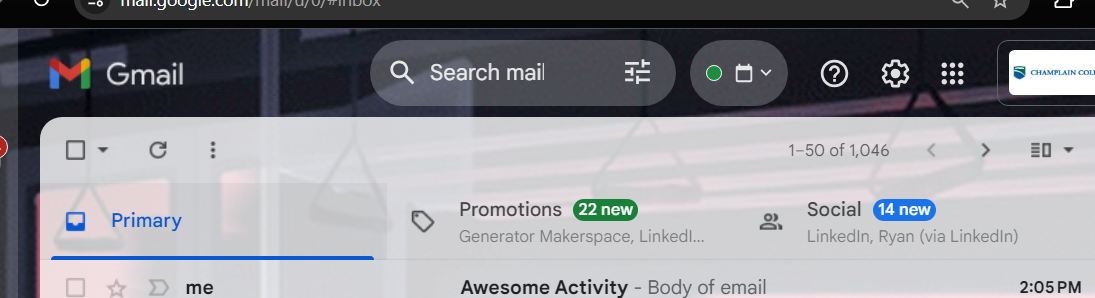 mail.google.com/mail/u/0/#inbox
Gmail
Search mail
CHAMPLAIN COL
1–50 of 1,046
Primary
Promotions 22 new
Generator Makerspace, LinkedI...
Social 14 new
LinkedIn, Ryan (via LinkedIn)
me Awesome Activity - Body of email 2:05 PM